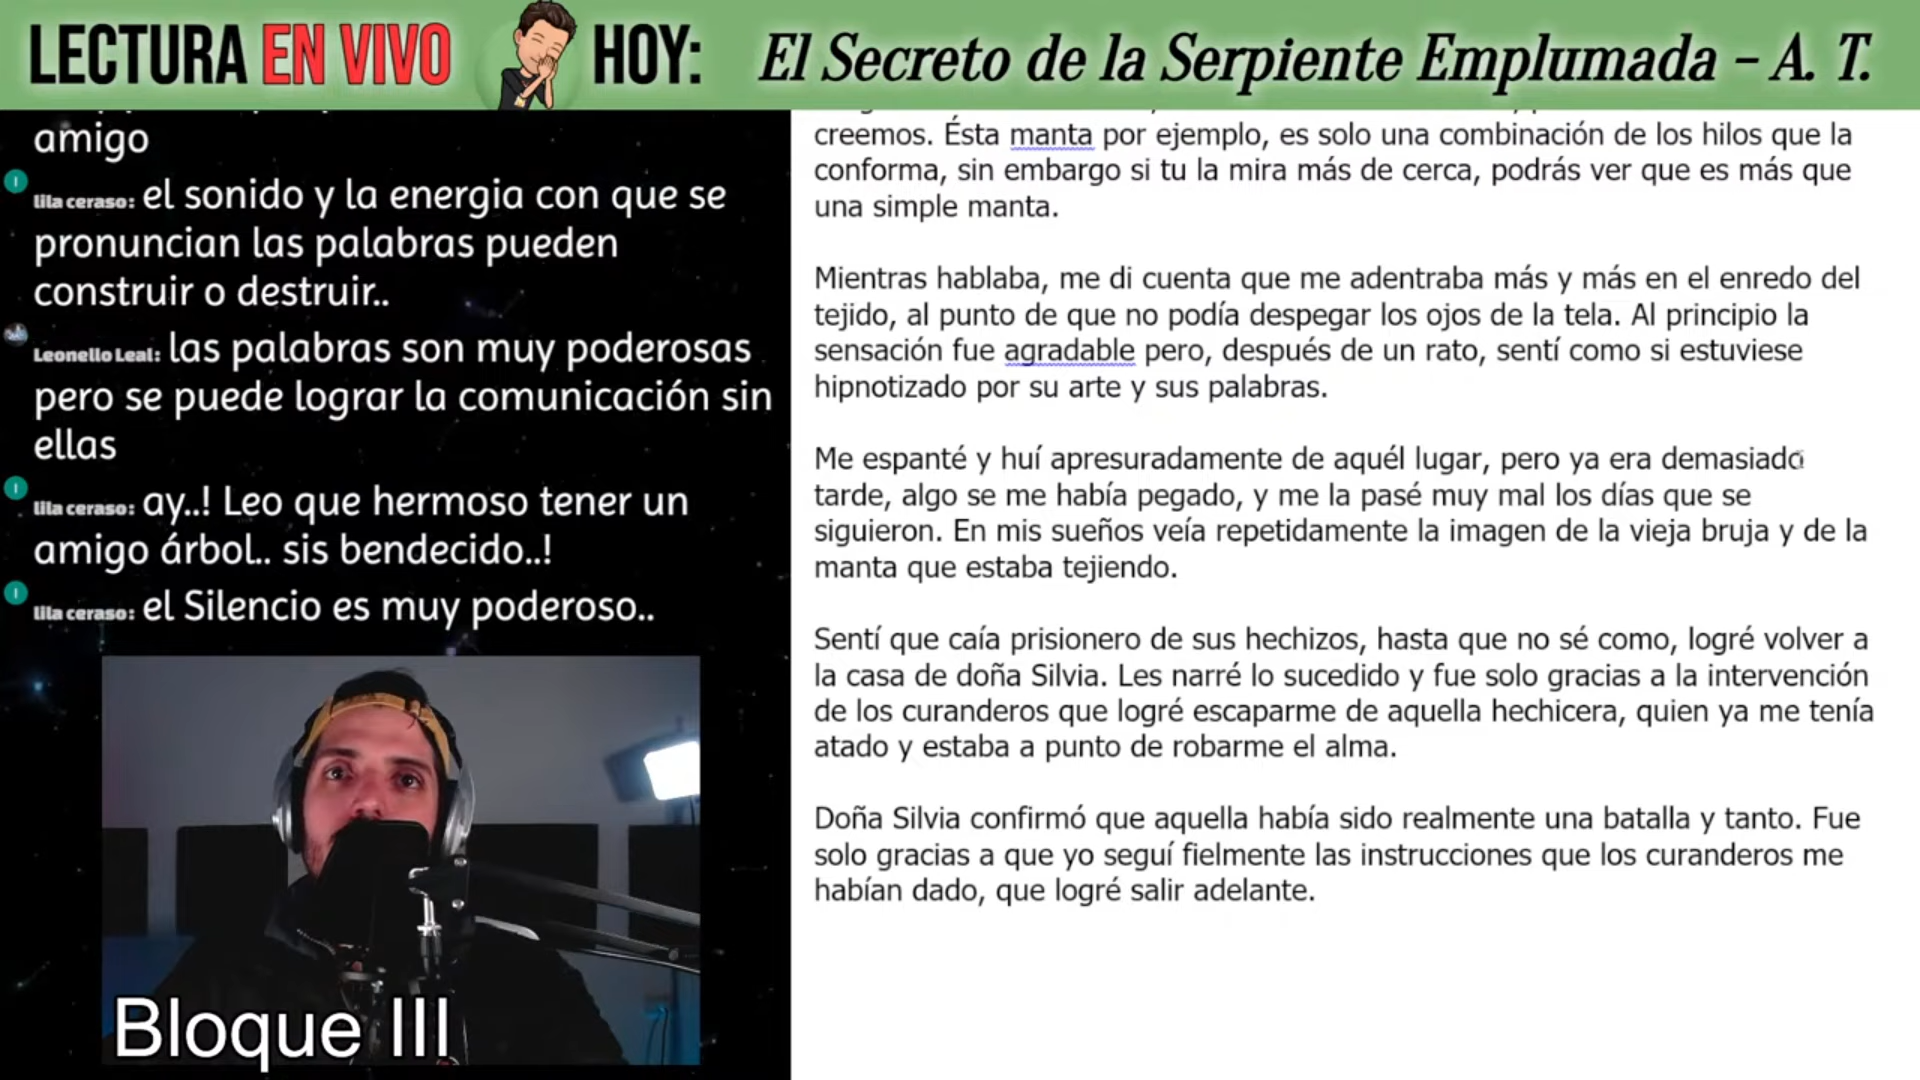 LECTURA EN VIVO HOY: El Secreto de la Serpiente Emplumada - A. T.
amigo
lila ceraso: el sonido y la energia con que se
pronuncian las palabras pueden
construir o destruir..
Leonello Leal: las palabras son muy poderosas
pero se puede lograr la comunicación sin
ellas
lila ceraso: ay..! Leo que hermoso tener un
amigo árbol.. sis bendecido..!
lila ceraso: el Silencio es muy poderoso..
Bloque III
creemos. Ésta manta por ejemplo, es solo una combinación de los hilos que la
conforma, sin embargo si tu la mira más de cerca, podrás ver que es más que
una simple manta.
Mientras hablaba, me di cuenta que me adentraba más y más en el enredo del
tejido, al punto de que no podía despegar los ojos de la tela. Al principio la
sensación fue agradable pero, después de un rato, sentí como si estuviese
hipnotizado por su arte y sus palabras.
Me espanté y huí apresuradamente de aquél lugar, pero ya era demasiado
tarde, algo se me había pegado, y me la pasé muy mal los días que se
siguieron. En mis sueños veía repetidamente la imagen de la vieja bruja y de la
manta que estaba tejiendo.
Sentí que caía prisionero de sus hechizos, hasta que no sé como, logré volver a
la casa de doña Silvia. Les narré lo sucedido y fue solo gracias a la intervención
de los curanderos que logré escaparme de aquella hechicera, quien ya me tenía
atado y estaba a punto de robarme el alma.
Doña Silvia confirmó que aquella había sido realmente una batalla y tanto. Fue
solo gracias a que yo seguí fielmente las instrucciones que los curanderos me
habían dado, que logré salir adelante.